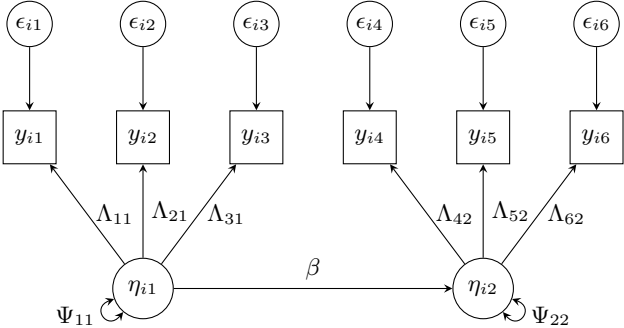 ϵi1 ϵi2 ϵi3 ϵi4 ϵi5 ϵi6
yi1 yi2 yi3 yi4 yi5 yi6
Λ11 Λ21 Λ31 Λ42 Λ52 Λ62
β
ηi1 ηi2
Ψ11 Ψ22